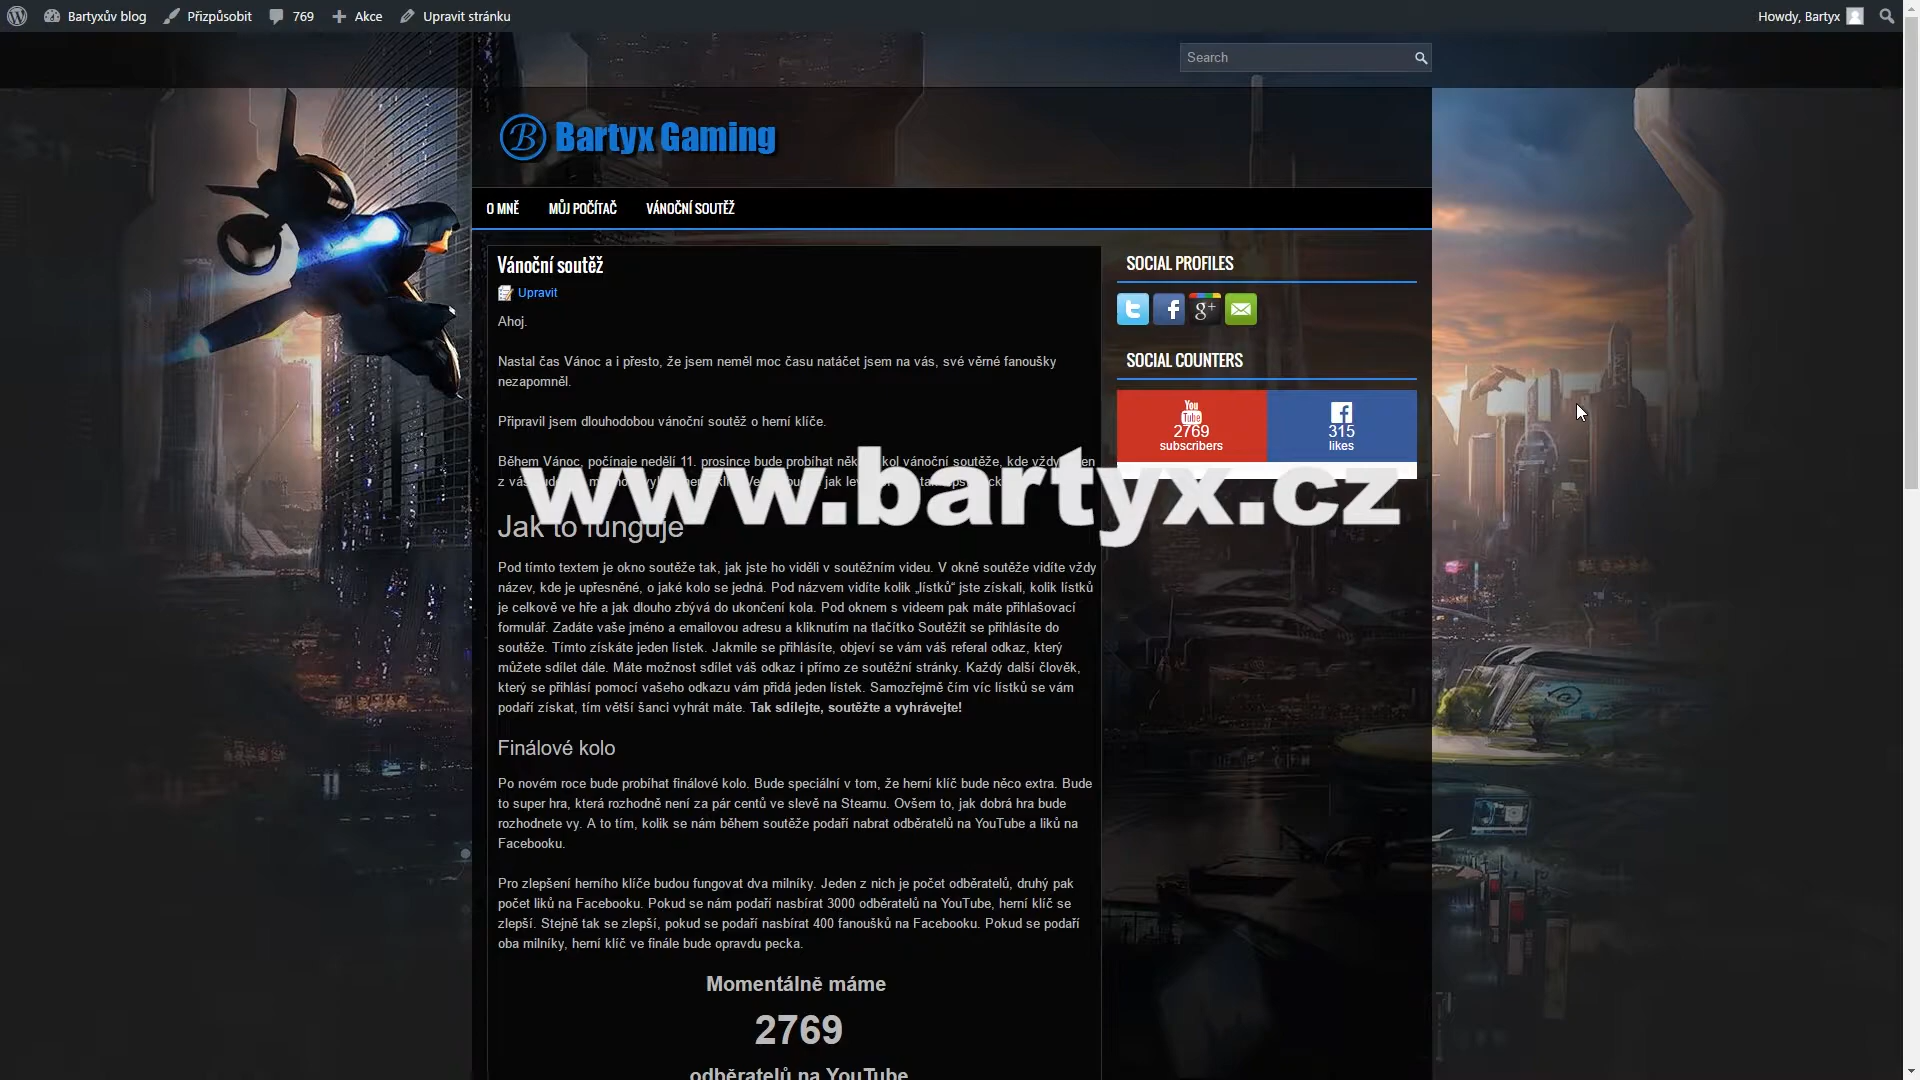 Bartyxův blog Přizpůsobit 769 Akce Upravit stránku Howdy, Bartyx
Search
B Bartyx Gaming
O MNĚ MŮJ POČÍTAČ VÁNOČNÍ SOUTĚŽ
Vánoční soutěž
Upravit
Ahoj.
Nastal čas Vánoc a i přesto, že jsem neměl moc času natáčet jsem na vás, své věrné fanoušky
nezapomněl.
Připravil jsem dlouhodobou vánoční soutěž o herní klíče.
Během Vánoc, počínaje nedělí 11. prosince bude probíhat kol vánoční soutěže, kde vždy
www.bartyx.cz
Jak to funguje
Pod tímto textem je okno soutěže tak, jak jste ho viděli v soutěžním videu. V okně soutěže vidíte vždy
název, kde je upřesněné, o jaké kolo se jedná. Pod názvem vidíte kolik „lístků“ jste získali, kolik lístků
je celkově ve hře a jak dlouho zbývá do ukončení kola. Pod oknem s videem pak máte přihlašovací
formulář. Zadáte vaše jméno a emailovou adresu a kliknutím na tlačítko Soutěžit se přihlásíte do
soutěže. Tímto získáte jeden lístek. Jakmile se přihlásíte, objeví se vám váš referal odkaz, který
můžete sdílet dále. Máte možnost sdílet váš odkaz i přímo ze soutěžní stránky. Každý další člověk,
který se přihlásí pomocí vašeho odkazu vám přidá jeden lístek. Samozřejmě čím víc lístků se vám
podaří získat, tím větší šanci vyhrát máte. Tak sdílejte, soutěžte a vyhrávejte!
Finálové kolo
Po novém roce bude probíhat finálové kolo. Bude speciální v tom, že herní klíč bude něco extra. Bude
to super hra, která rozhodně není za pár centů ve slevě na Steamu. Ovšem to, jak dobrá hra bude
rozhodnete vy. A to tím, kolik se nám během soutěže podaří nabrat odběratelů na YouTube a liků na
Facebooku.
Pro zlepšení herního klíče budou fungovat dva milníky. Jeden z nich je počet odběratelů, druhý pak
počet liků na Facebooku. Pokud se nám podaří nasbírat 3000 odběratelů na YouTube, herní klíč se
zlepší. Stejně tak se zlepší, pokud se podaří nasbírat 400 fanoušků na Facebooku. Pokud se podaří
oba milníky, herní klíč ve finále bude opravdu pecka.
Momentálně máme
2769
odběratelů na YouTube
SOCIAL PROFILES
SOCIAL COUNTERS
You Tube
2769
subscribers
315
likes